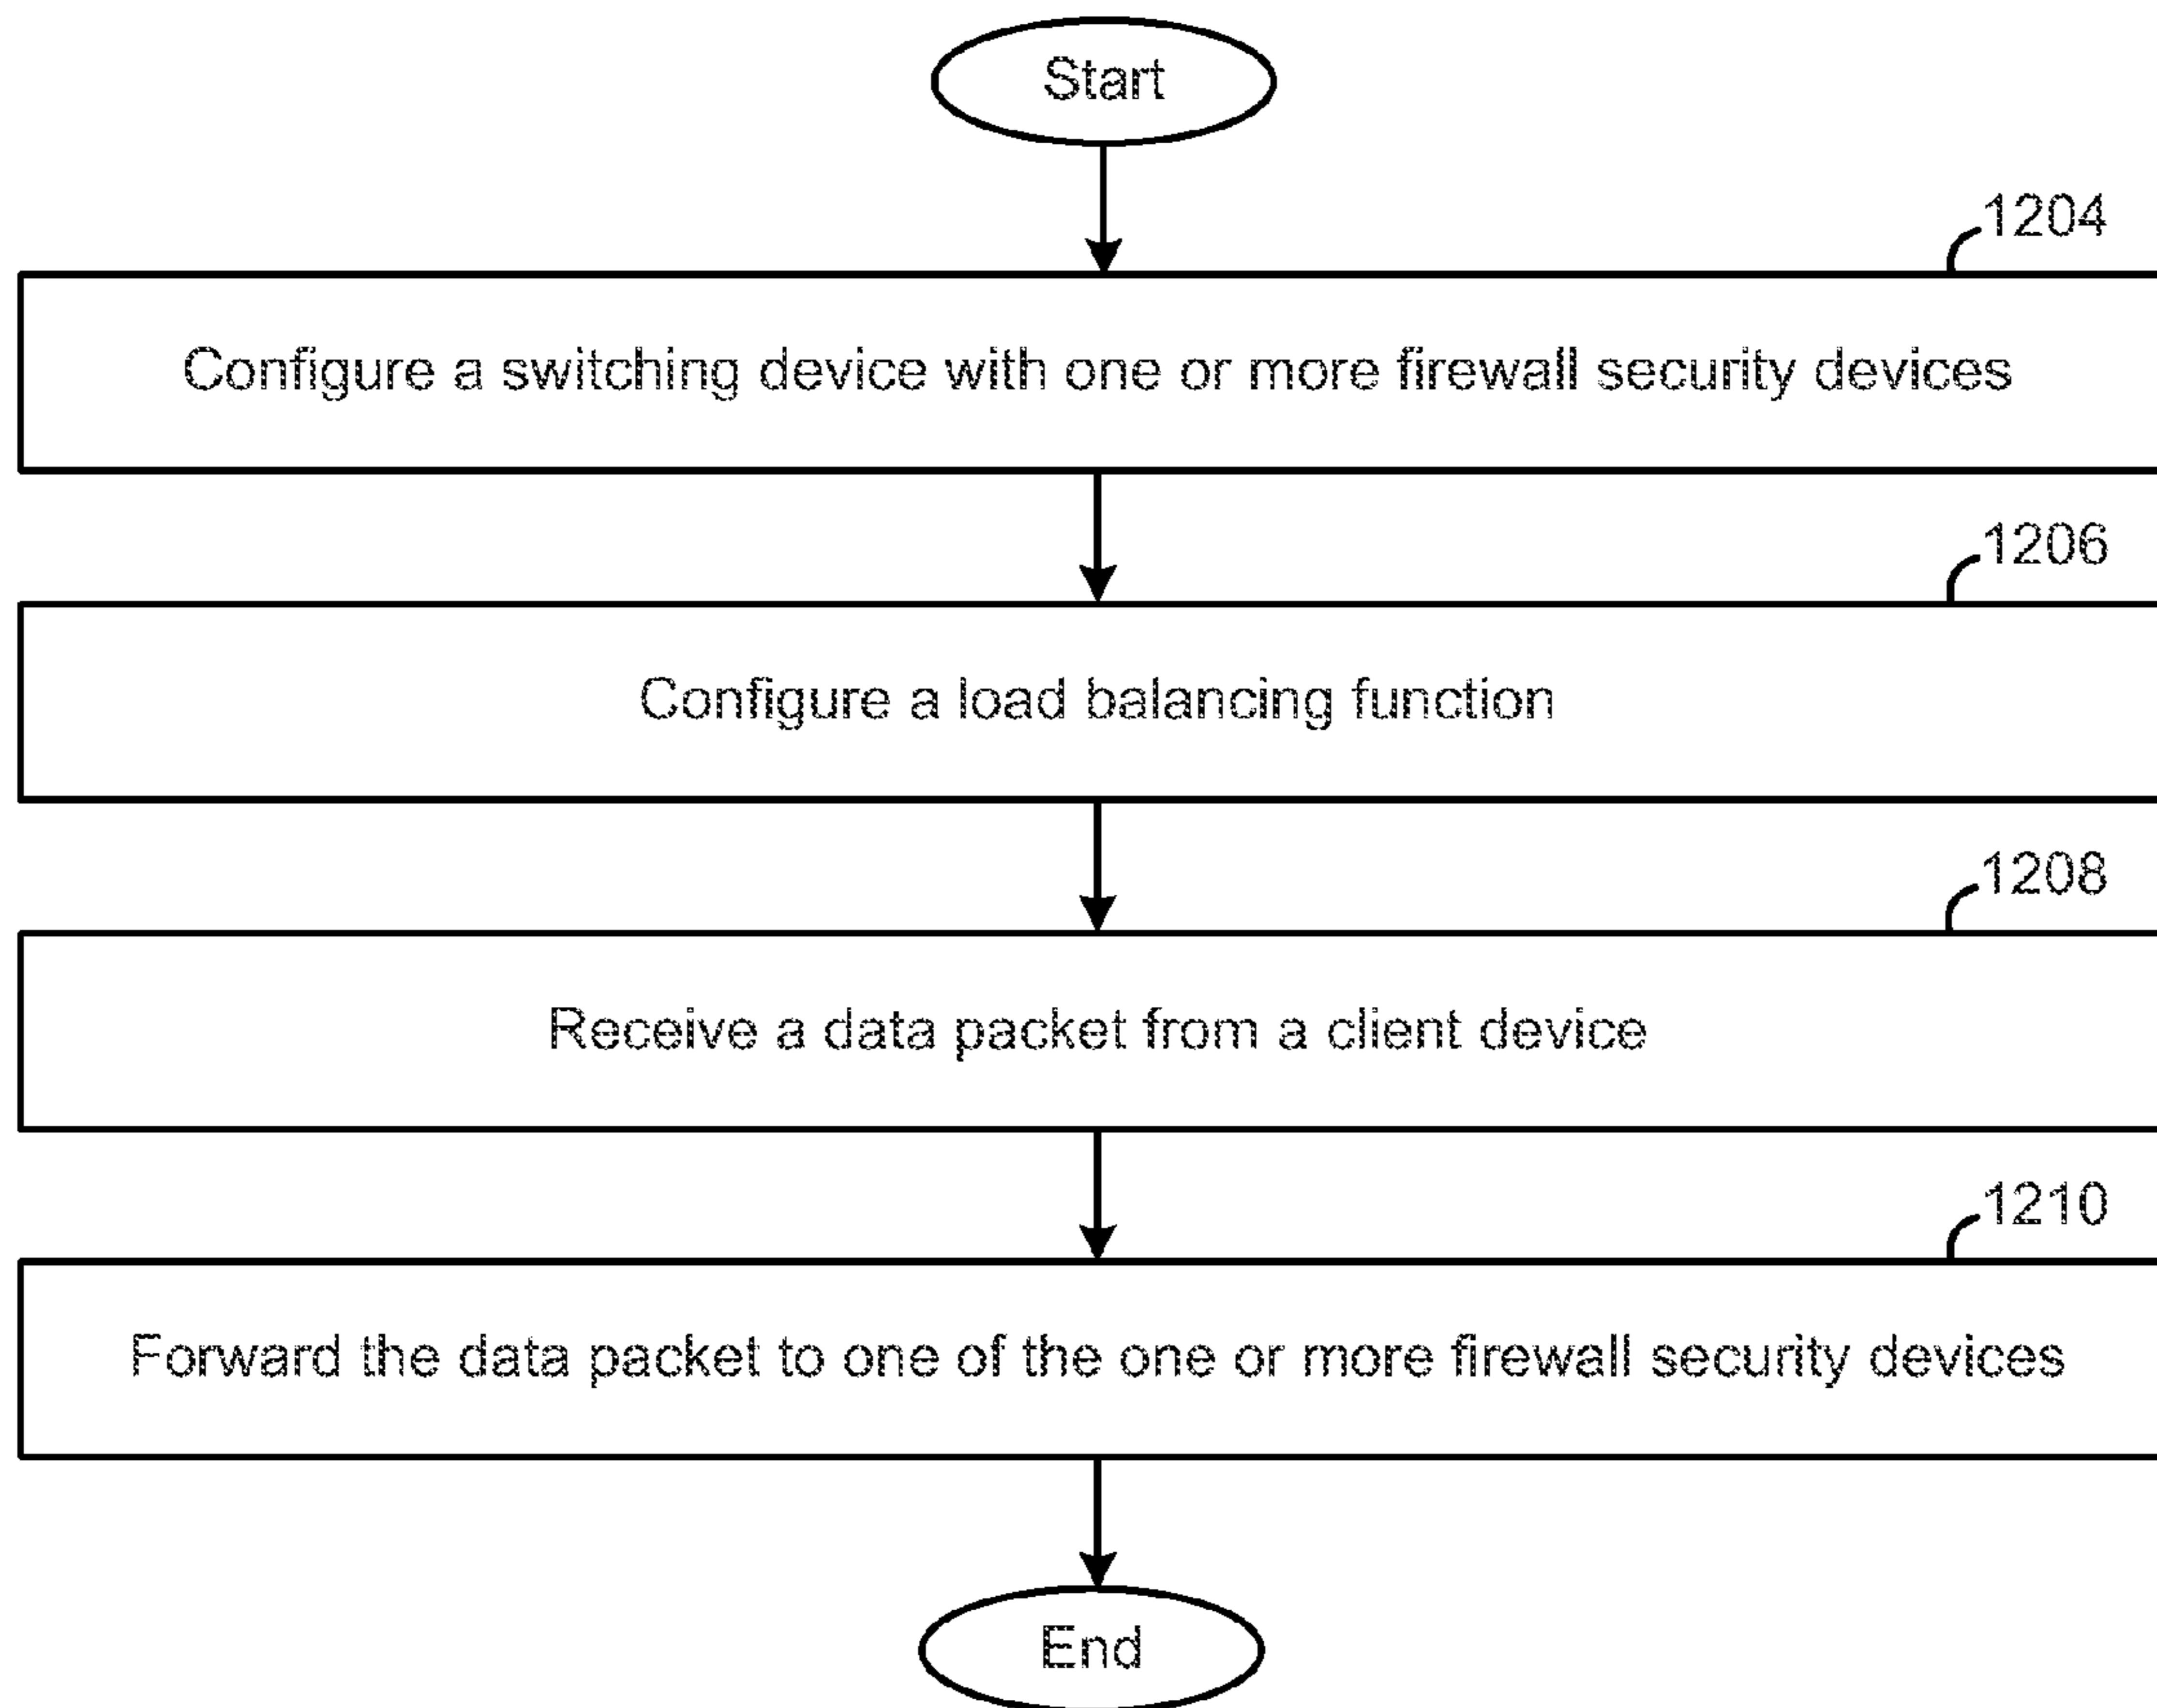 Start
1204
Configure a switching device with one or more firewall security devices
1206
Configure a load balancing function
1208
Receive a data packet from a client device
1210
Forward the data packet to one of the one or more firewall security devices
End